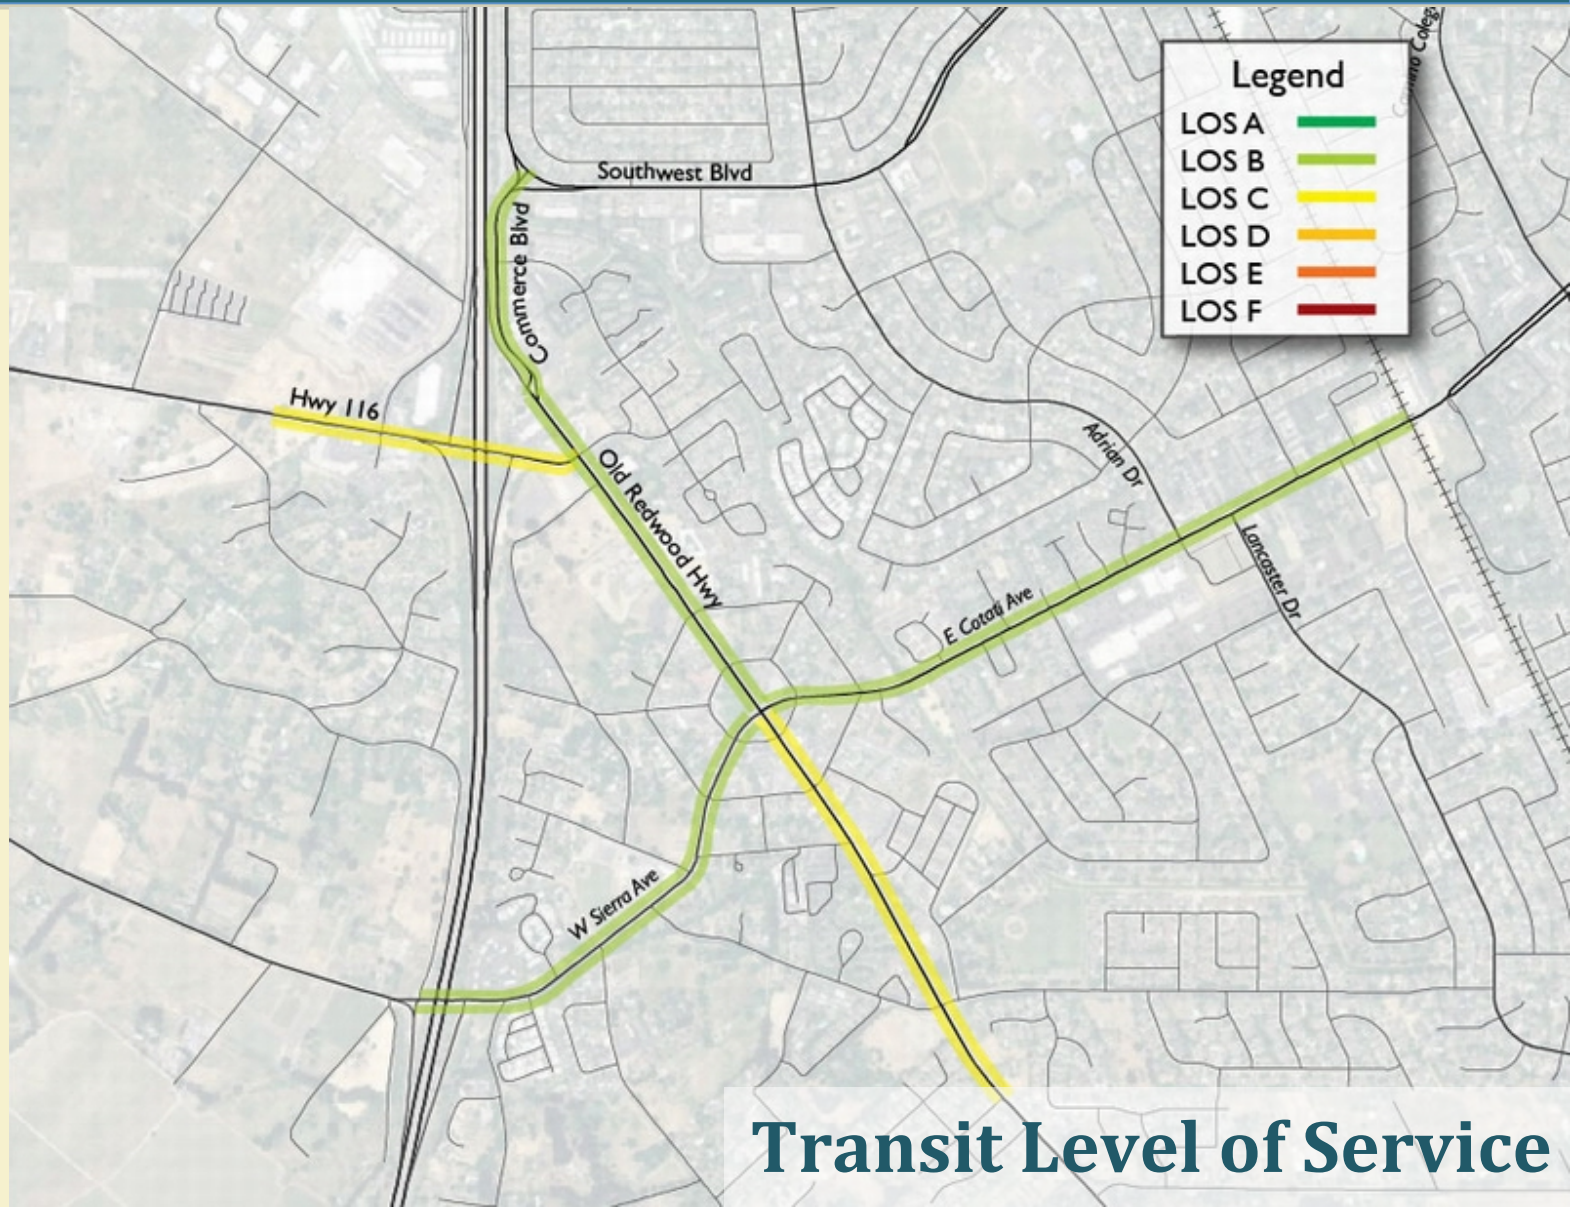 Legend
LOS A
LOS B
LOS C
LOS D
LOS E
LOS F
Southwest Blvd
Commerce Blvd
Hwy 116
Old Redwood Hwy
Adrian Dr
Lancaster Dr
E Cotati Ave
W Sierra Ave
Transit Level of Service